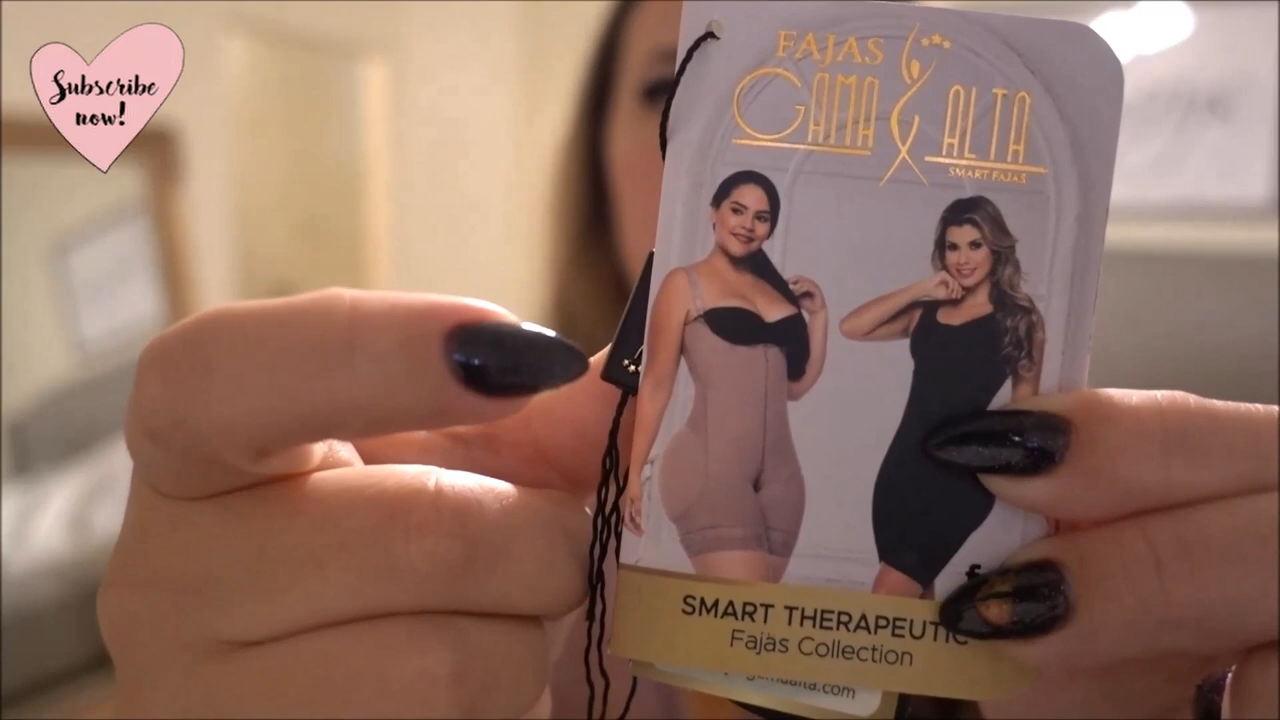 Subscribe
now!
FAJAS
GAMA ALTA
SMART FAJAS
SMART THERAPEUTIC
Fajas Collection